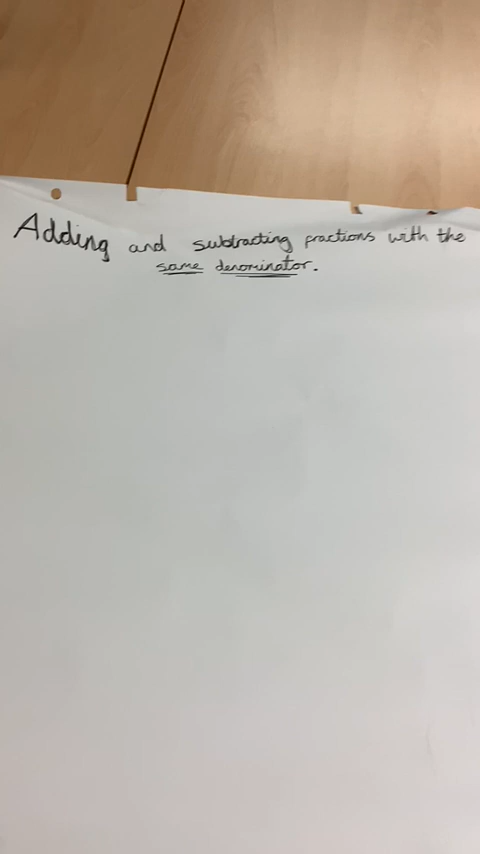 Adding and subtracting fractions with the
same denominator.